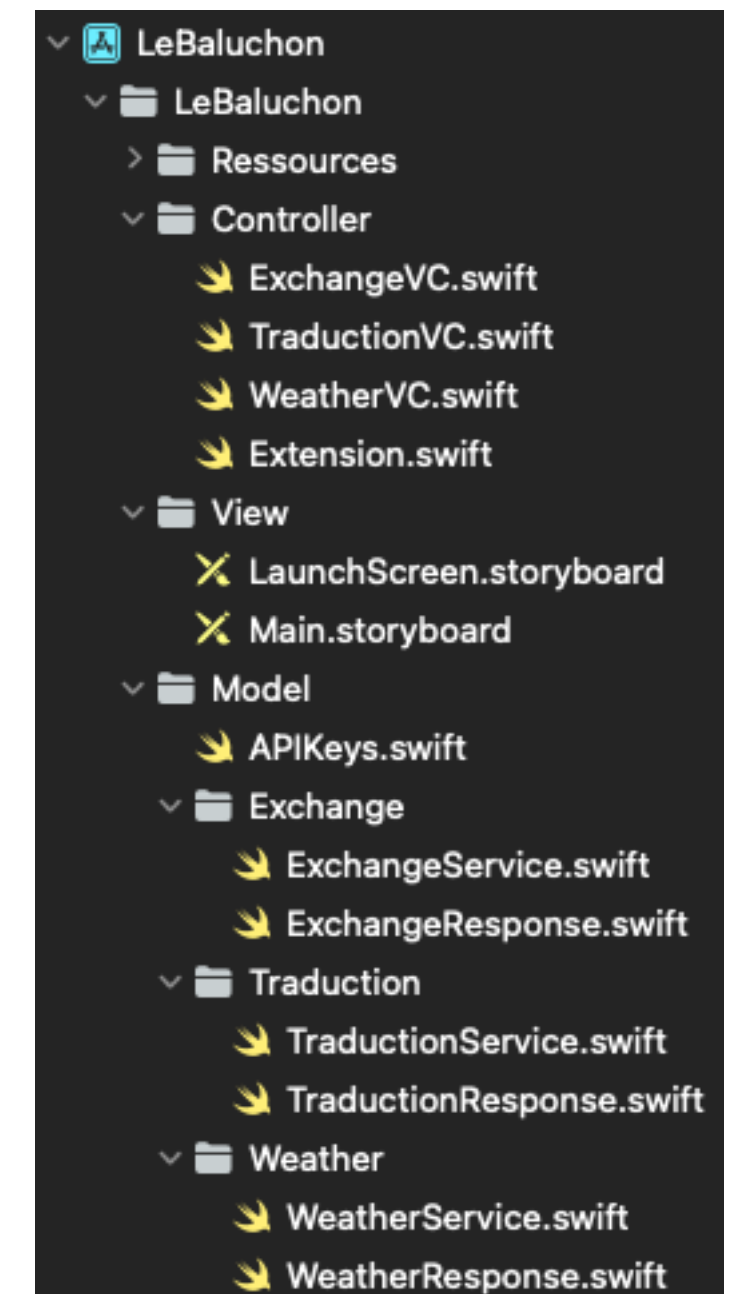 LeBaluchon
LeBaluchon
Ressources
Controller
ExchangeVC.swift
TraductionVC.swift
WeatherVC.swift
Extension.swift
View
LaunchScreen.storyboard
Main.storyboard
Model
APIKeys.swift
Exchange
ExchangeService.swift
ExchangeResponse.swift
Traduction
TraductionService.swift
TraductionResponse.swift
Weather
WeatherService.swift
WeatherResponse.swift